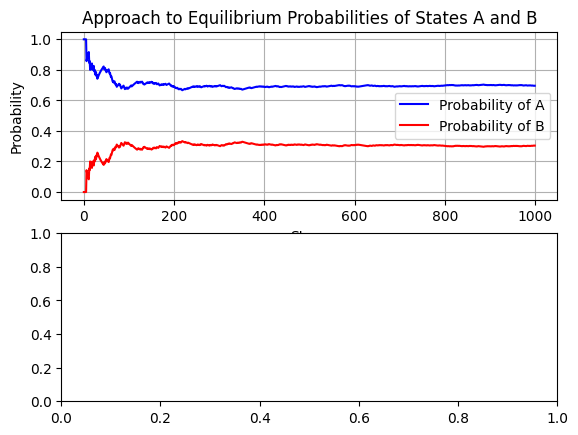 Approach to Equilibrium Probabilities of States A and B
1.0
0.8
0.6
0.4
0.2
0.0
Probability
Probability of A
Probability of B
0 200 400 600 800 1000
1.0
0.8
0.6
0.4
0.2
0.0
0.0 0.2 0.4 0.6 0.8 1.0